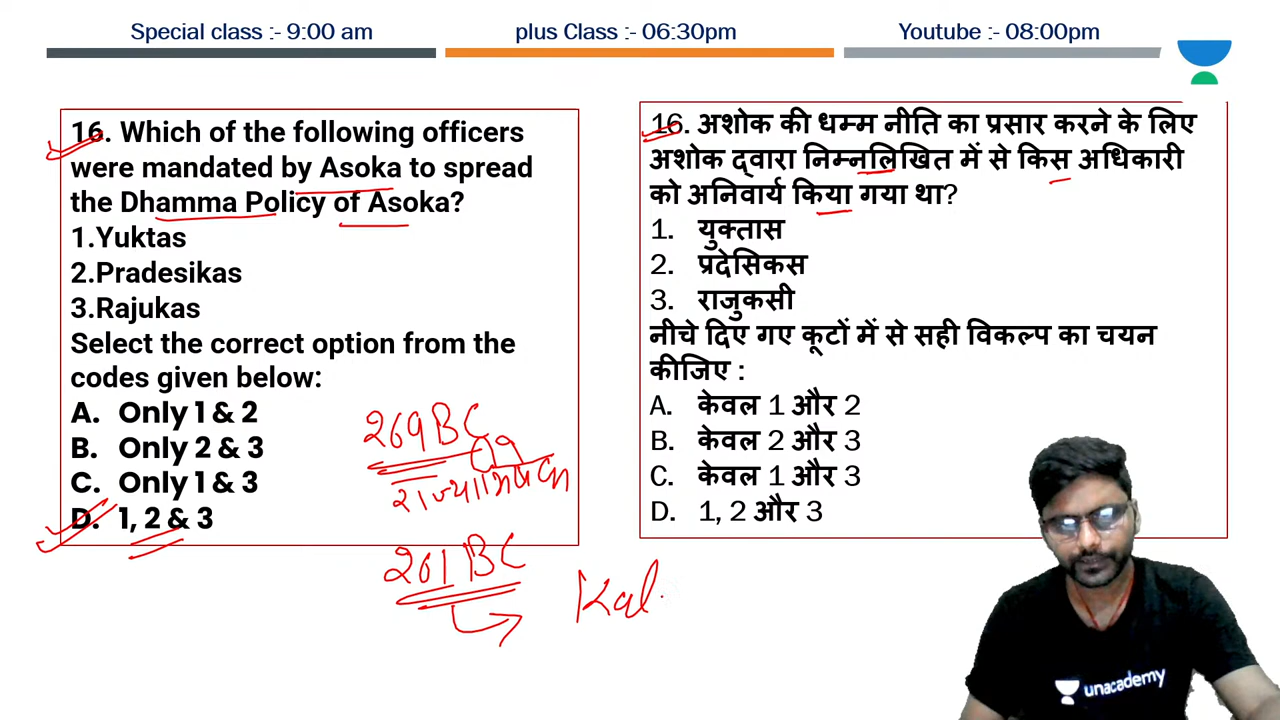 Special class :- 9:00 am
plus Class :- 06:30pm
Youtube :- 08:00pm
16. Which of the following officers
were mandated by Asoka to spread
the Dhamma Policy of Asoka?
1.Yuktas
2.Pradesikas
3.Rajukas
Select the correct option from the
codes given below:
A. Only 1 & 2
B. Only 2 & 3
C. Only 1 & 3
D. 1, 2 & 3
269 BC
राज्याभिषेक
261 BC
Kal
16. अशोक की धम्म नीति का प्रसार करने के लिए
अशोक द्वारा निम्नलिखित में से किस अधिकारी
को अनिवार्य किया गया था?
1. युक्तास
2. प्रदेसिकस
3. राजुकसी
नीचे दिए गए कूटों में से सही विकल्प का चयन
कीजिए :
A. केवल 1 और 2
B. केवल 2 और 3
C. केवल 1 और 3
D. 1, 2 और 3
unacademy